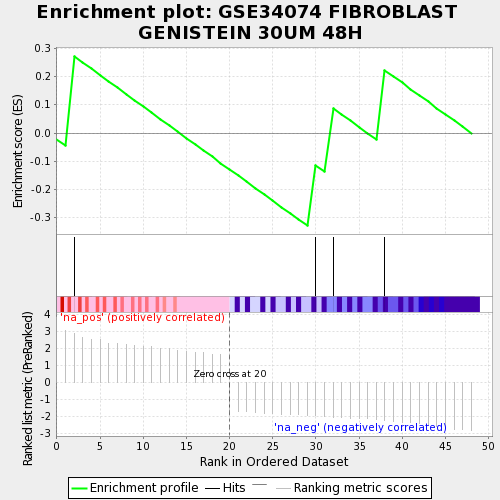 Enrichment plot: GSE34074 FIBROBLAST
GENISTEIN 30UM 48H
Enrichment score (ES)
0.3
0.2
0.1
0.0
-0.1
-0.2
-0.3
'na_pos' (positively correlated)
Zero cross at 20
'na_neg' (negatively correlated)
Ranked list metric (PreRanked)
4
3
2
1
0
-1
-2
-3
0 5 10 15 20 25 30 35 40 45 50
Rank in Ordered Dataset
Enrichment profile Hits Ranking metric scores